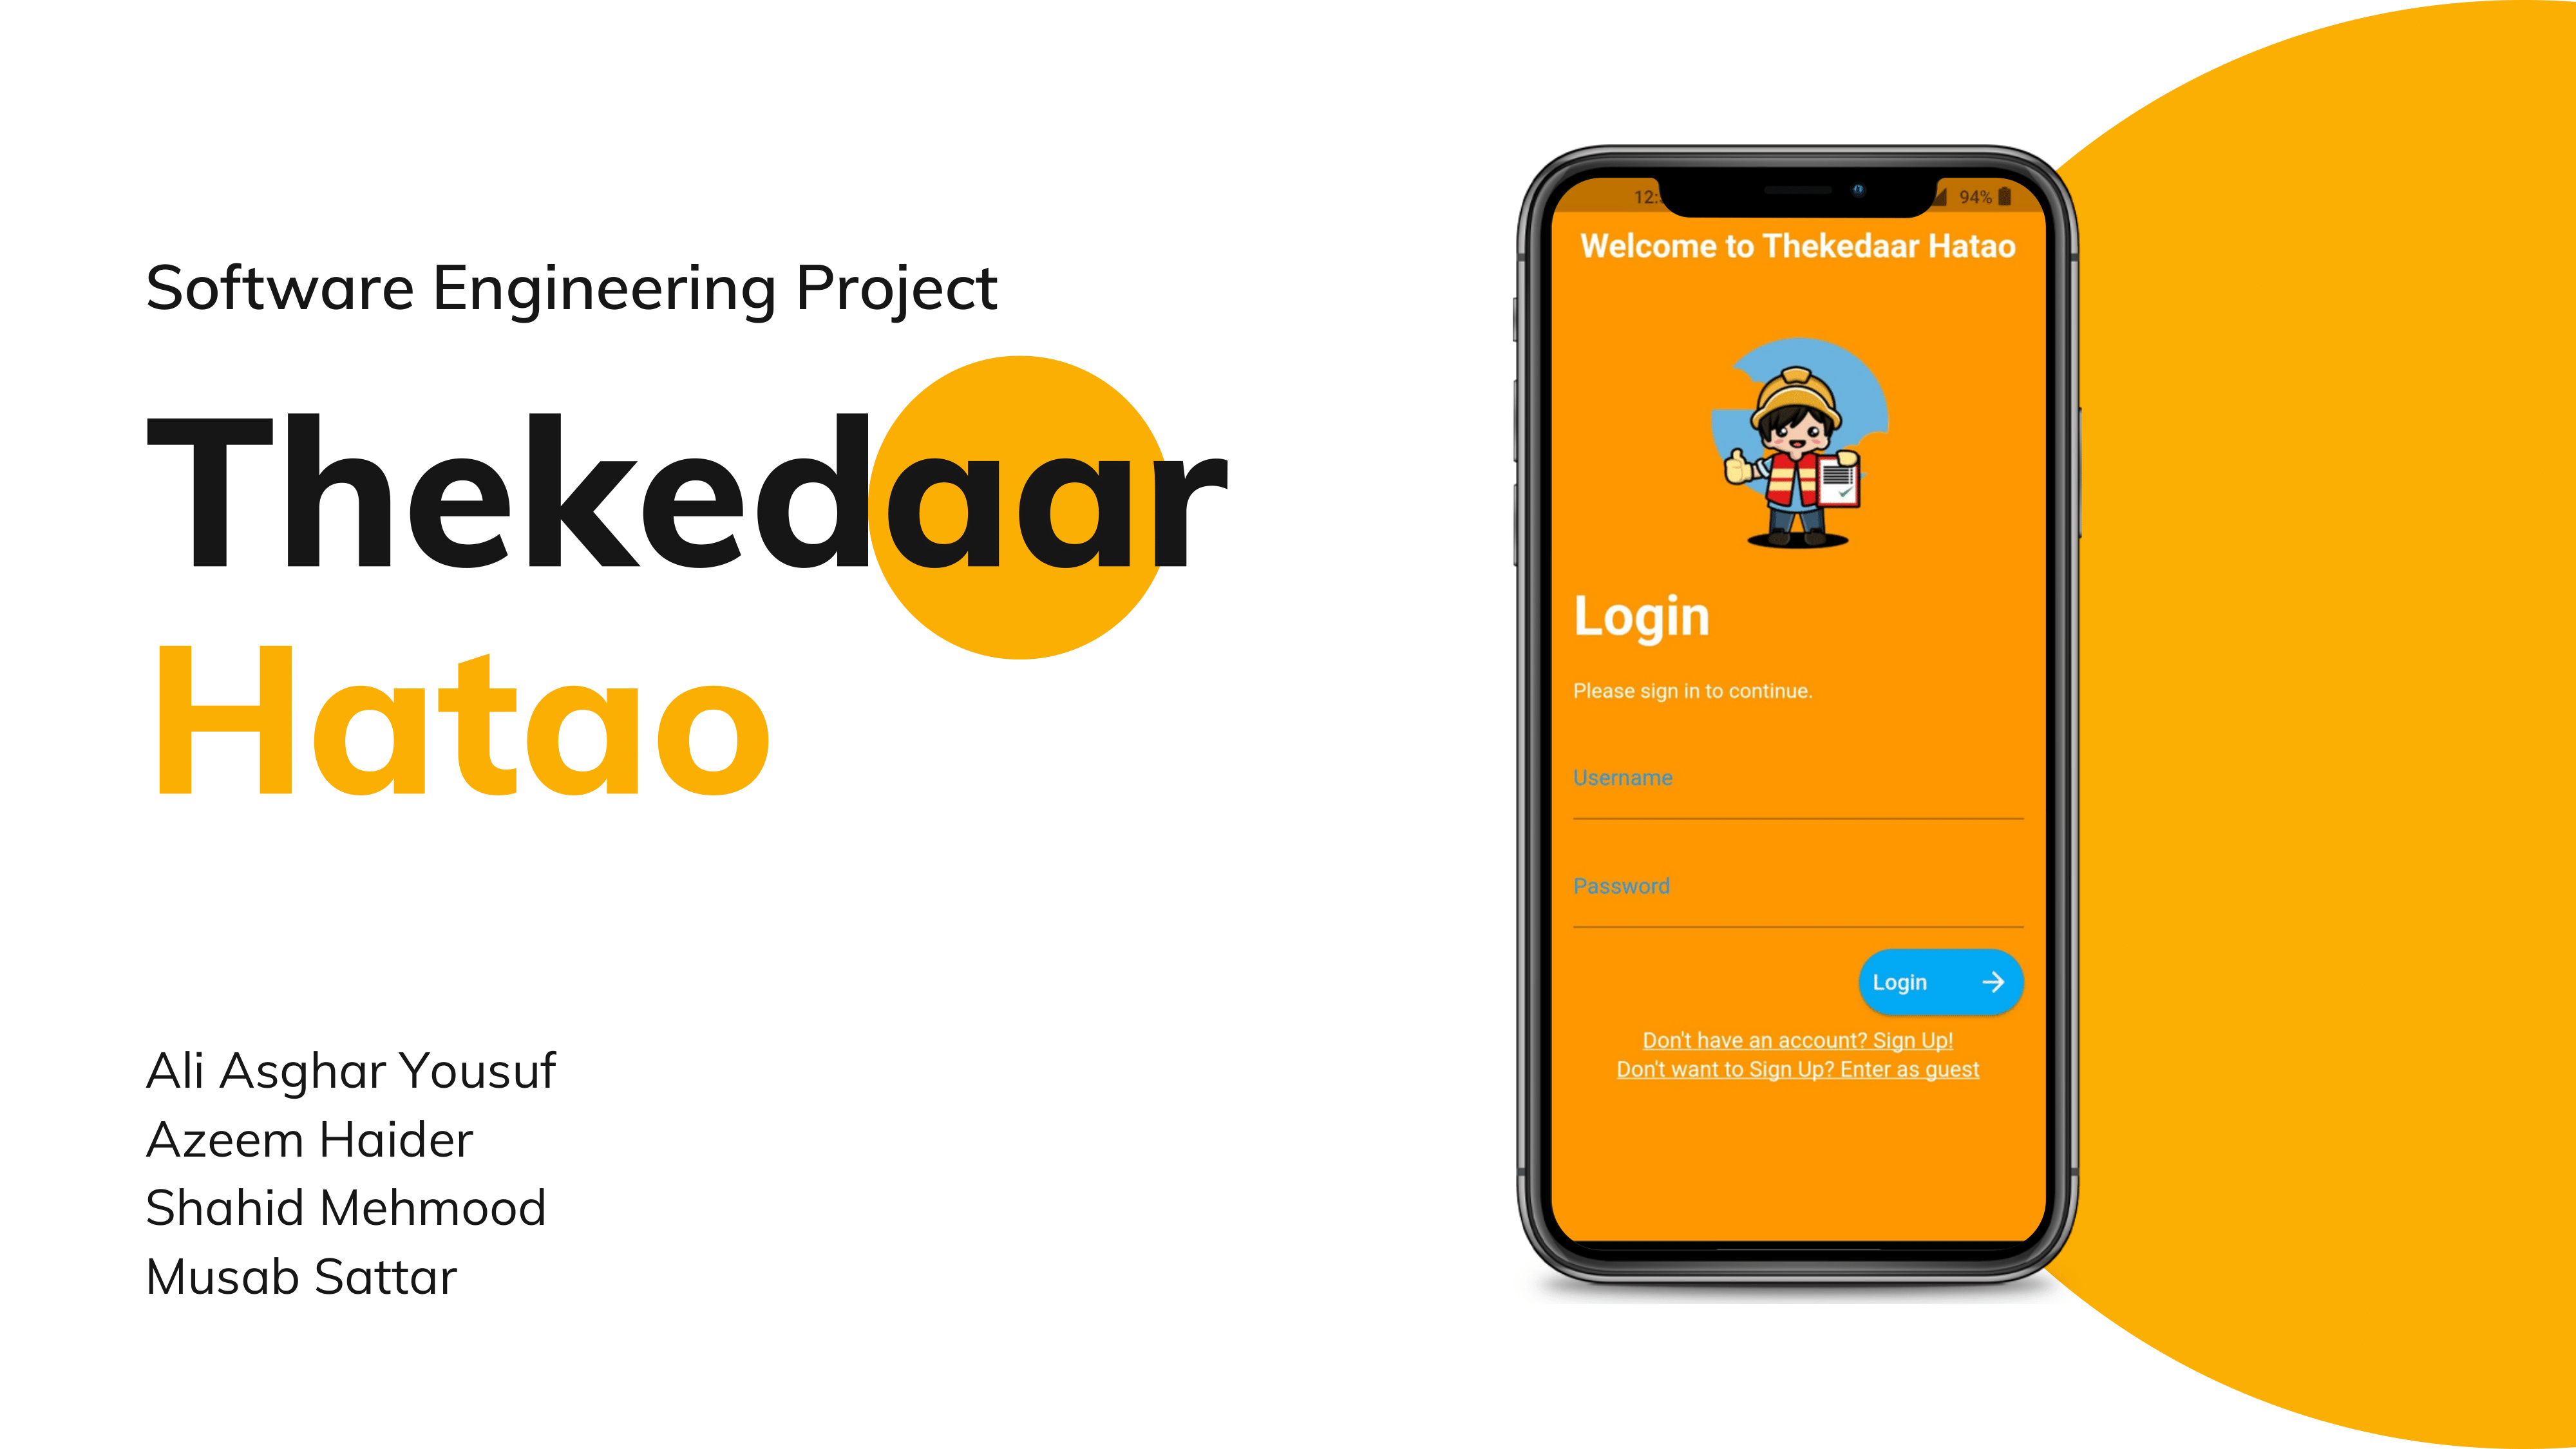 Software Engineering Project
Thekedaar
Hatao
Ali Asghar Yousuf
Azeem Haider
Shahid Mehmood
Musab Sattar
12:
94%
Welcome to Thekedaar Hatao
Login
Please sign in to continue.
Username
Password
Login
Don't have an account? Sign Up!
Don't want to Sign Up? Enter as guest